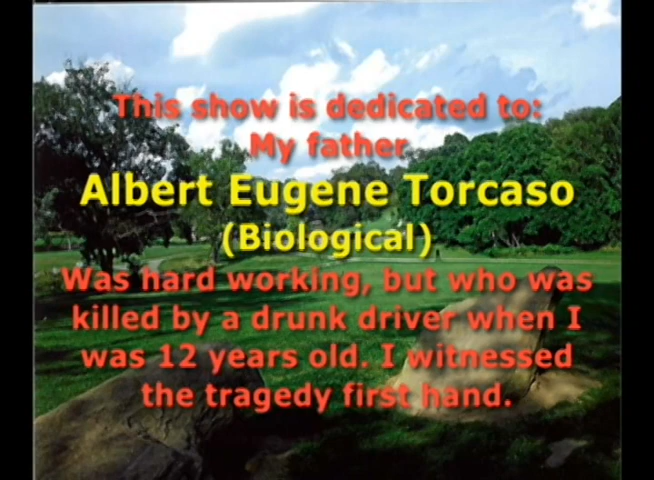 This show is dedicated to:
My father
Albert Eugene Torcaso
(Biological)
Was hard working, but who was
killed by a drunk driver when I
was 12 years old. I witnessed
the tragedy first hand.